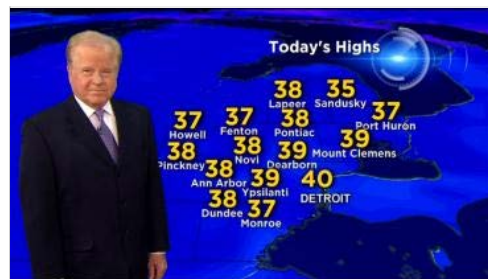 Today's Highs
38
Lapeer
35
Sandusky
37
Howell
37
Fenton
38
Pontiac
37
Port Huron
38
Pinckney
38
Novi
39
Dearborn
39
Mount Clemens
38
Ann Arbor
39
Ypsilanti
40
DETROIT
38
Dundee
37
Monroe